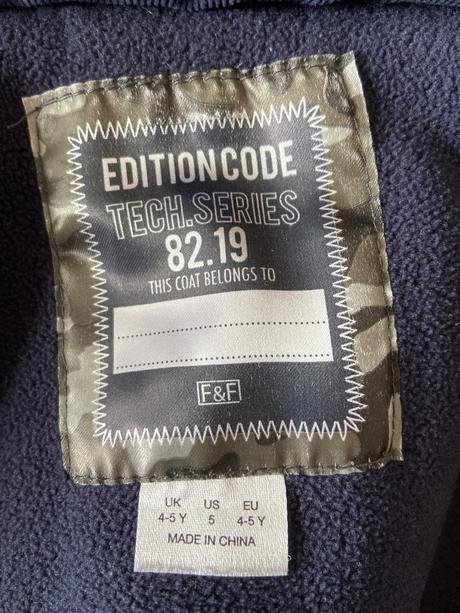 EDITIONCODE
TECH.SERIES
82.19
THIS COAT BELONGS TO
F&F
UK US EU
4-5 Y 5 4-5 Y
MADE IN CHINA